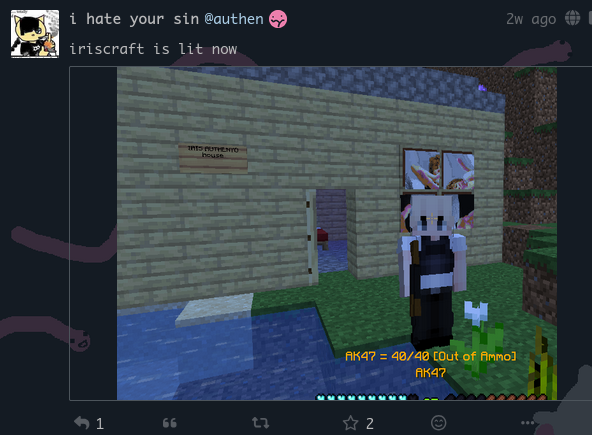 i hate your sin @authen
2w ago
iriscraft is lit now
house
AK47 = 40/40 [Out of Ammo]
AK47
1
2